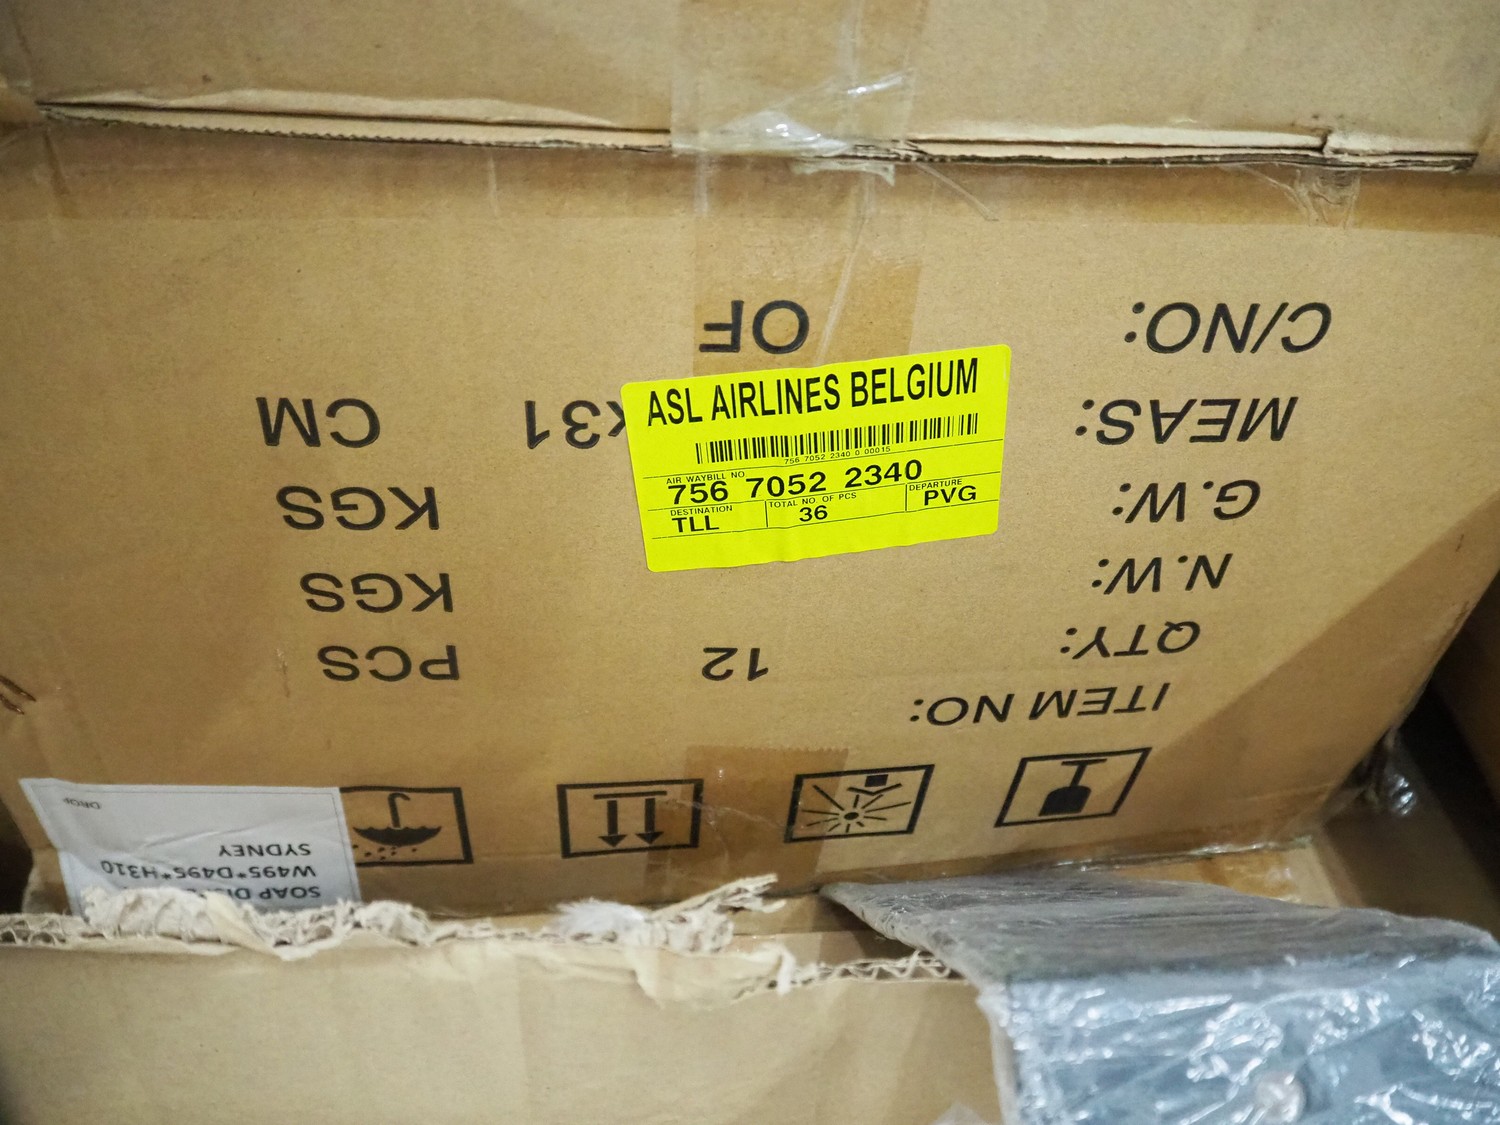 ASL AIRLINES BELGIUM
756 7052 2340 0 00015
AIR WAYBILL NO
756 7052 2340
DESTINATION
TLL
TOTAL NO. OF PCS
36
DEPARTURE
PVG
ITEM NO:
QTY: 12 PCS
N.W: KGS
G.W: KGS
MEAS: x31 CM
C/NO: OF
SOAP
W495*D495*H310
SYDNEY
DROP